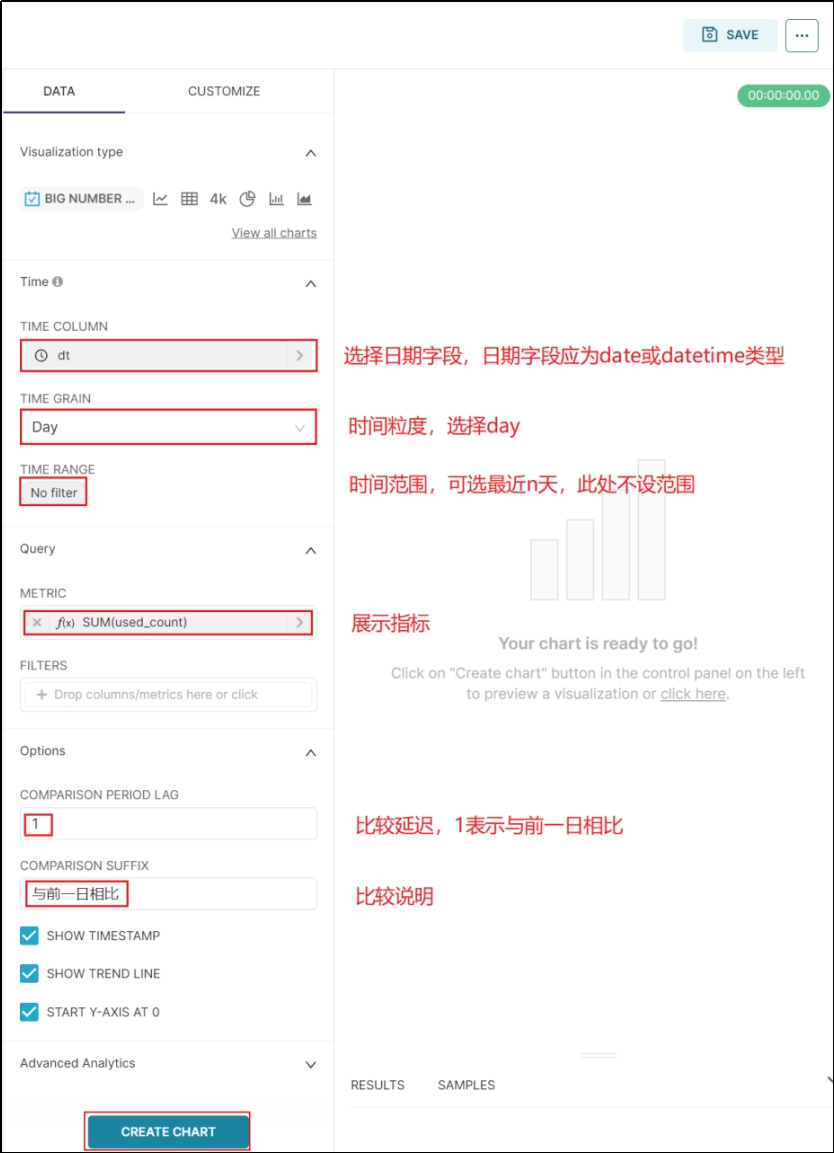 SAVE
...
DATA CUSTOMIZE
00:00:00.00
Visualization type
BIG NUMBER ...
4k
View all charts
Time
TIME COLUMN
dt
选择日期字段，日期字段应为date或datetime类型
TIME GRAIN
Day
时间粒度，选择day
TIME RANGE
No filter
时间范围，可选最近n天，此处不设范围
Query
METRIC
f(x) SUM(used_count)
展示指标
Your chart is ready to go!
Click on "Create chart" button in the control panel on the left
to preview a visualization or click here.
FILTERS
+ Drop columns/metrics here or click
Options
COMPARISON PERIOD LAG
1
比较延迟，1表示与前一日相比
COMPARISON SUFFIX
与前一日相比
比较说明
SHOW TIMESTAMP
SHOW TREND LINE
START Y-AXIS AT 0
Advanced Analytics
RESULTS SAMPLES
CREATE CHART